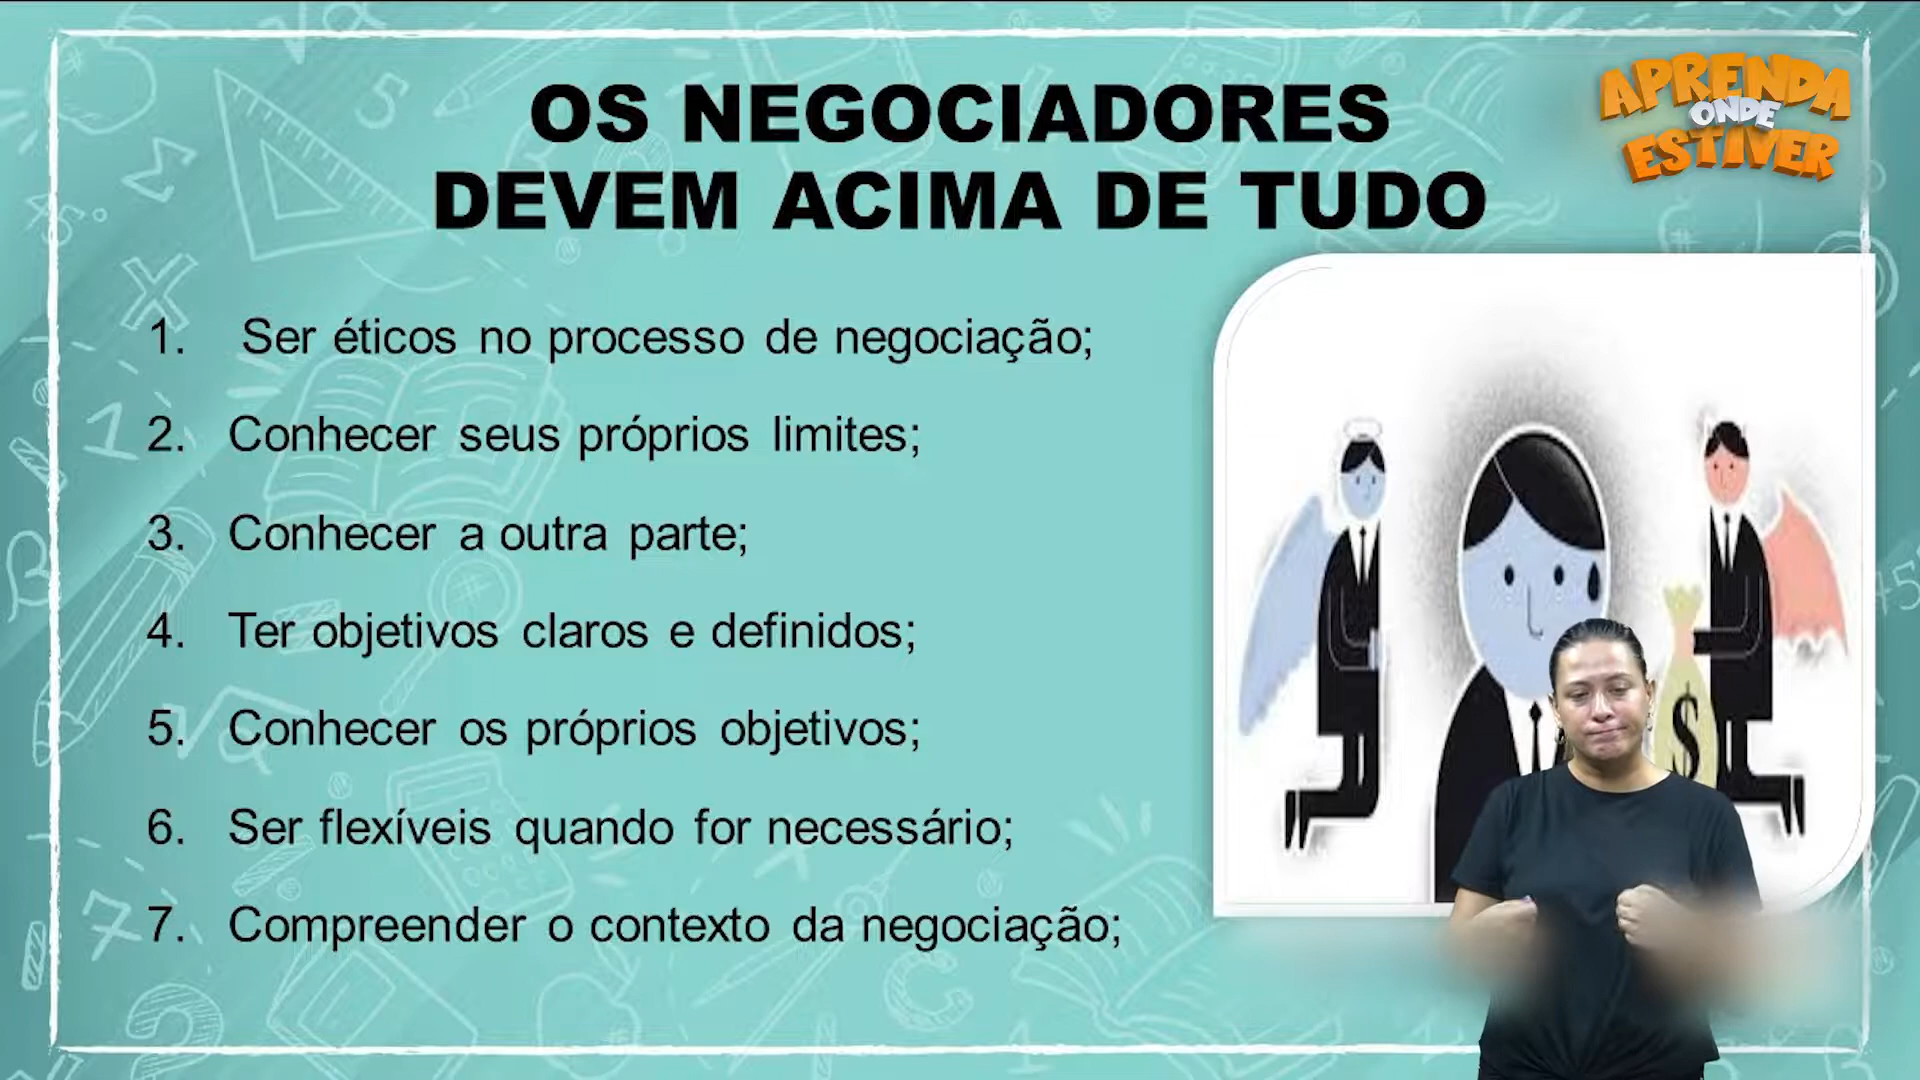 APRENDA
ONDE
ESTIVER
OS NEGOCIADORES
DEVEM ACIMA DE TUDO
1. Ser éticos no processo de negociação;
2. Conhecer seus próprios limites;
3. Conhecer a outra parte;
4. Ter objetivos claros e definidos;
5. Conhecer os próprios objetivos;
6. Ser flexíveis quando for necessário;
7. Compreender o contexto da negociação;
$